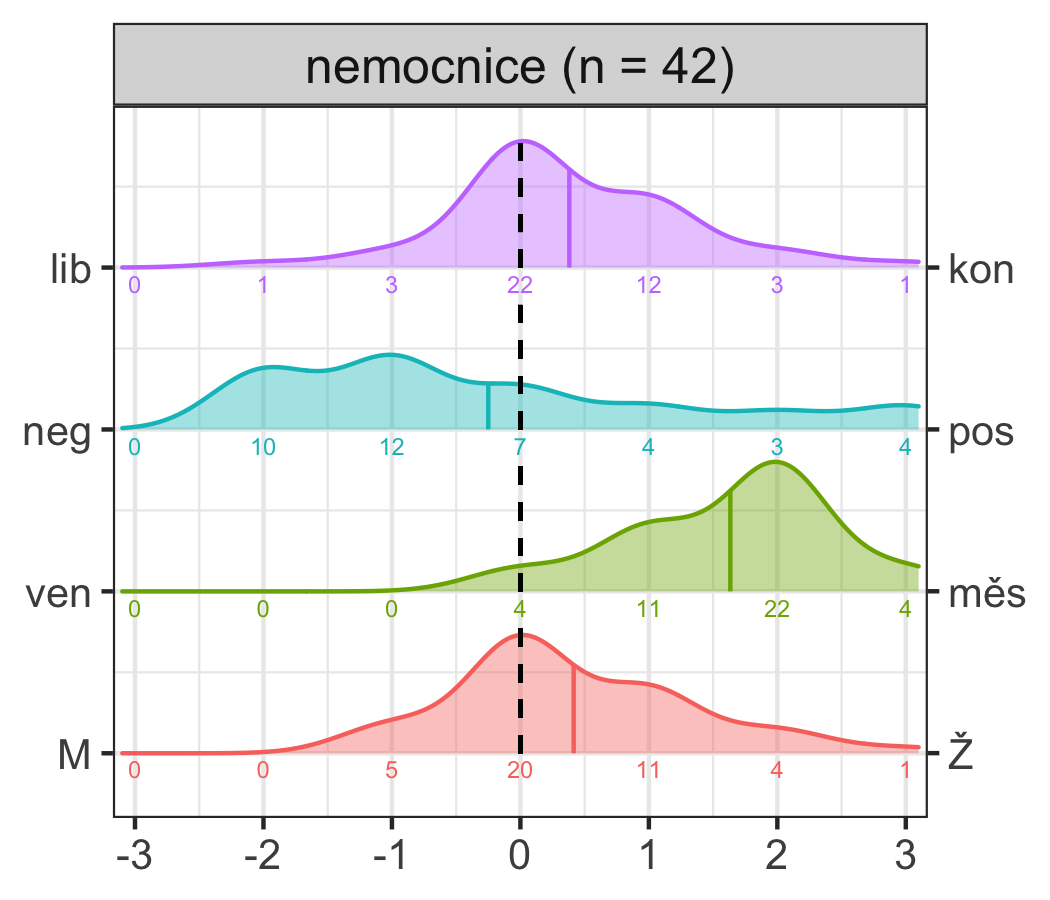 nemocnice (n = 42)
lib kon
0 1 3 22 12 3 1
neg pos
0 10 12 7 4 3 4
ven měs
0 0 0 4 11 22 4
M Ž
0 0 5 20 11 4 1
-3 -2 -1 0 1 2 3